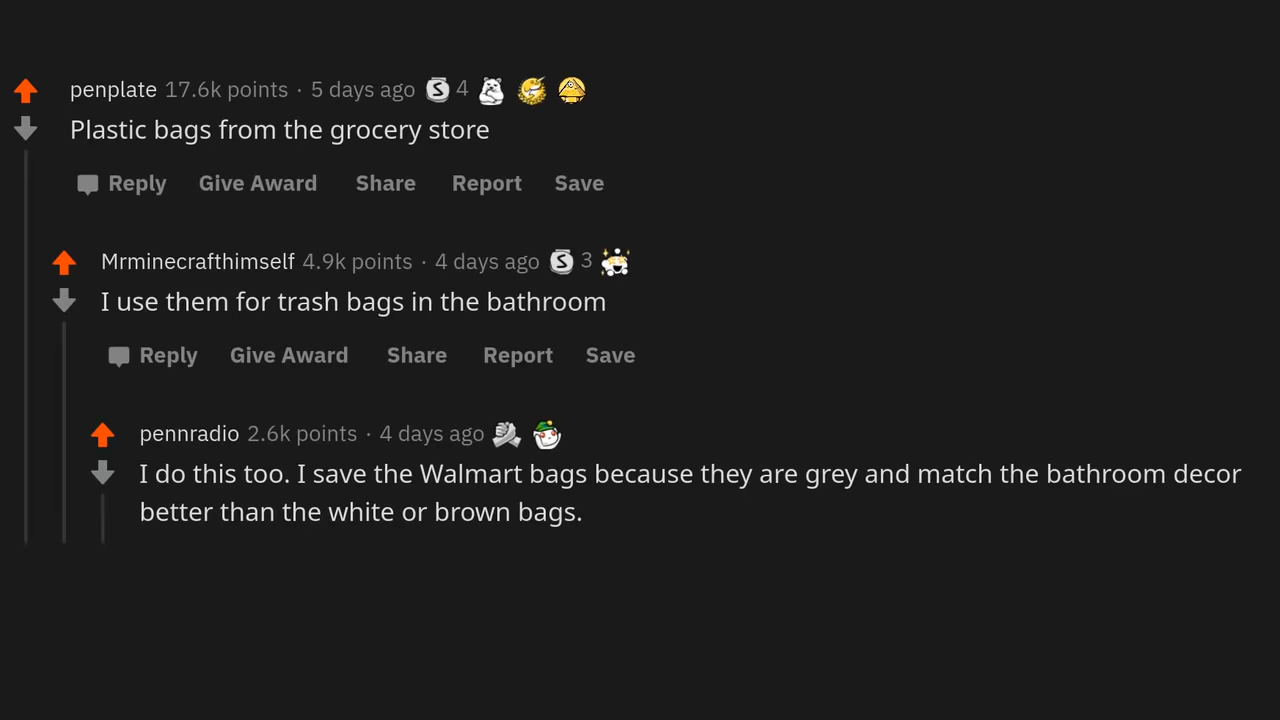 penplate 17.6k points · 5 days ago S 4
Plastic bags from the grocery store
Reply Give Award Share Report Save
Mrminecrafthimself 4.9k points · 4 days ago S 3
I use them for trash bags in the bathroom
Reply Give Award Share Report Save
pennradio 2.6k points · 4 days ago
I do this too. I save the Walmart bags because they are grey and match the bathroom decor
better than the white or brown bags.